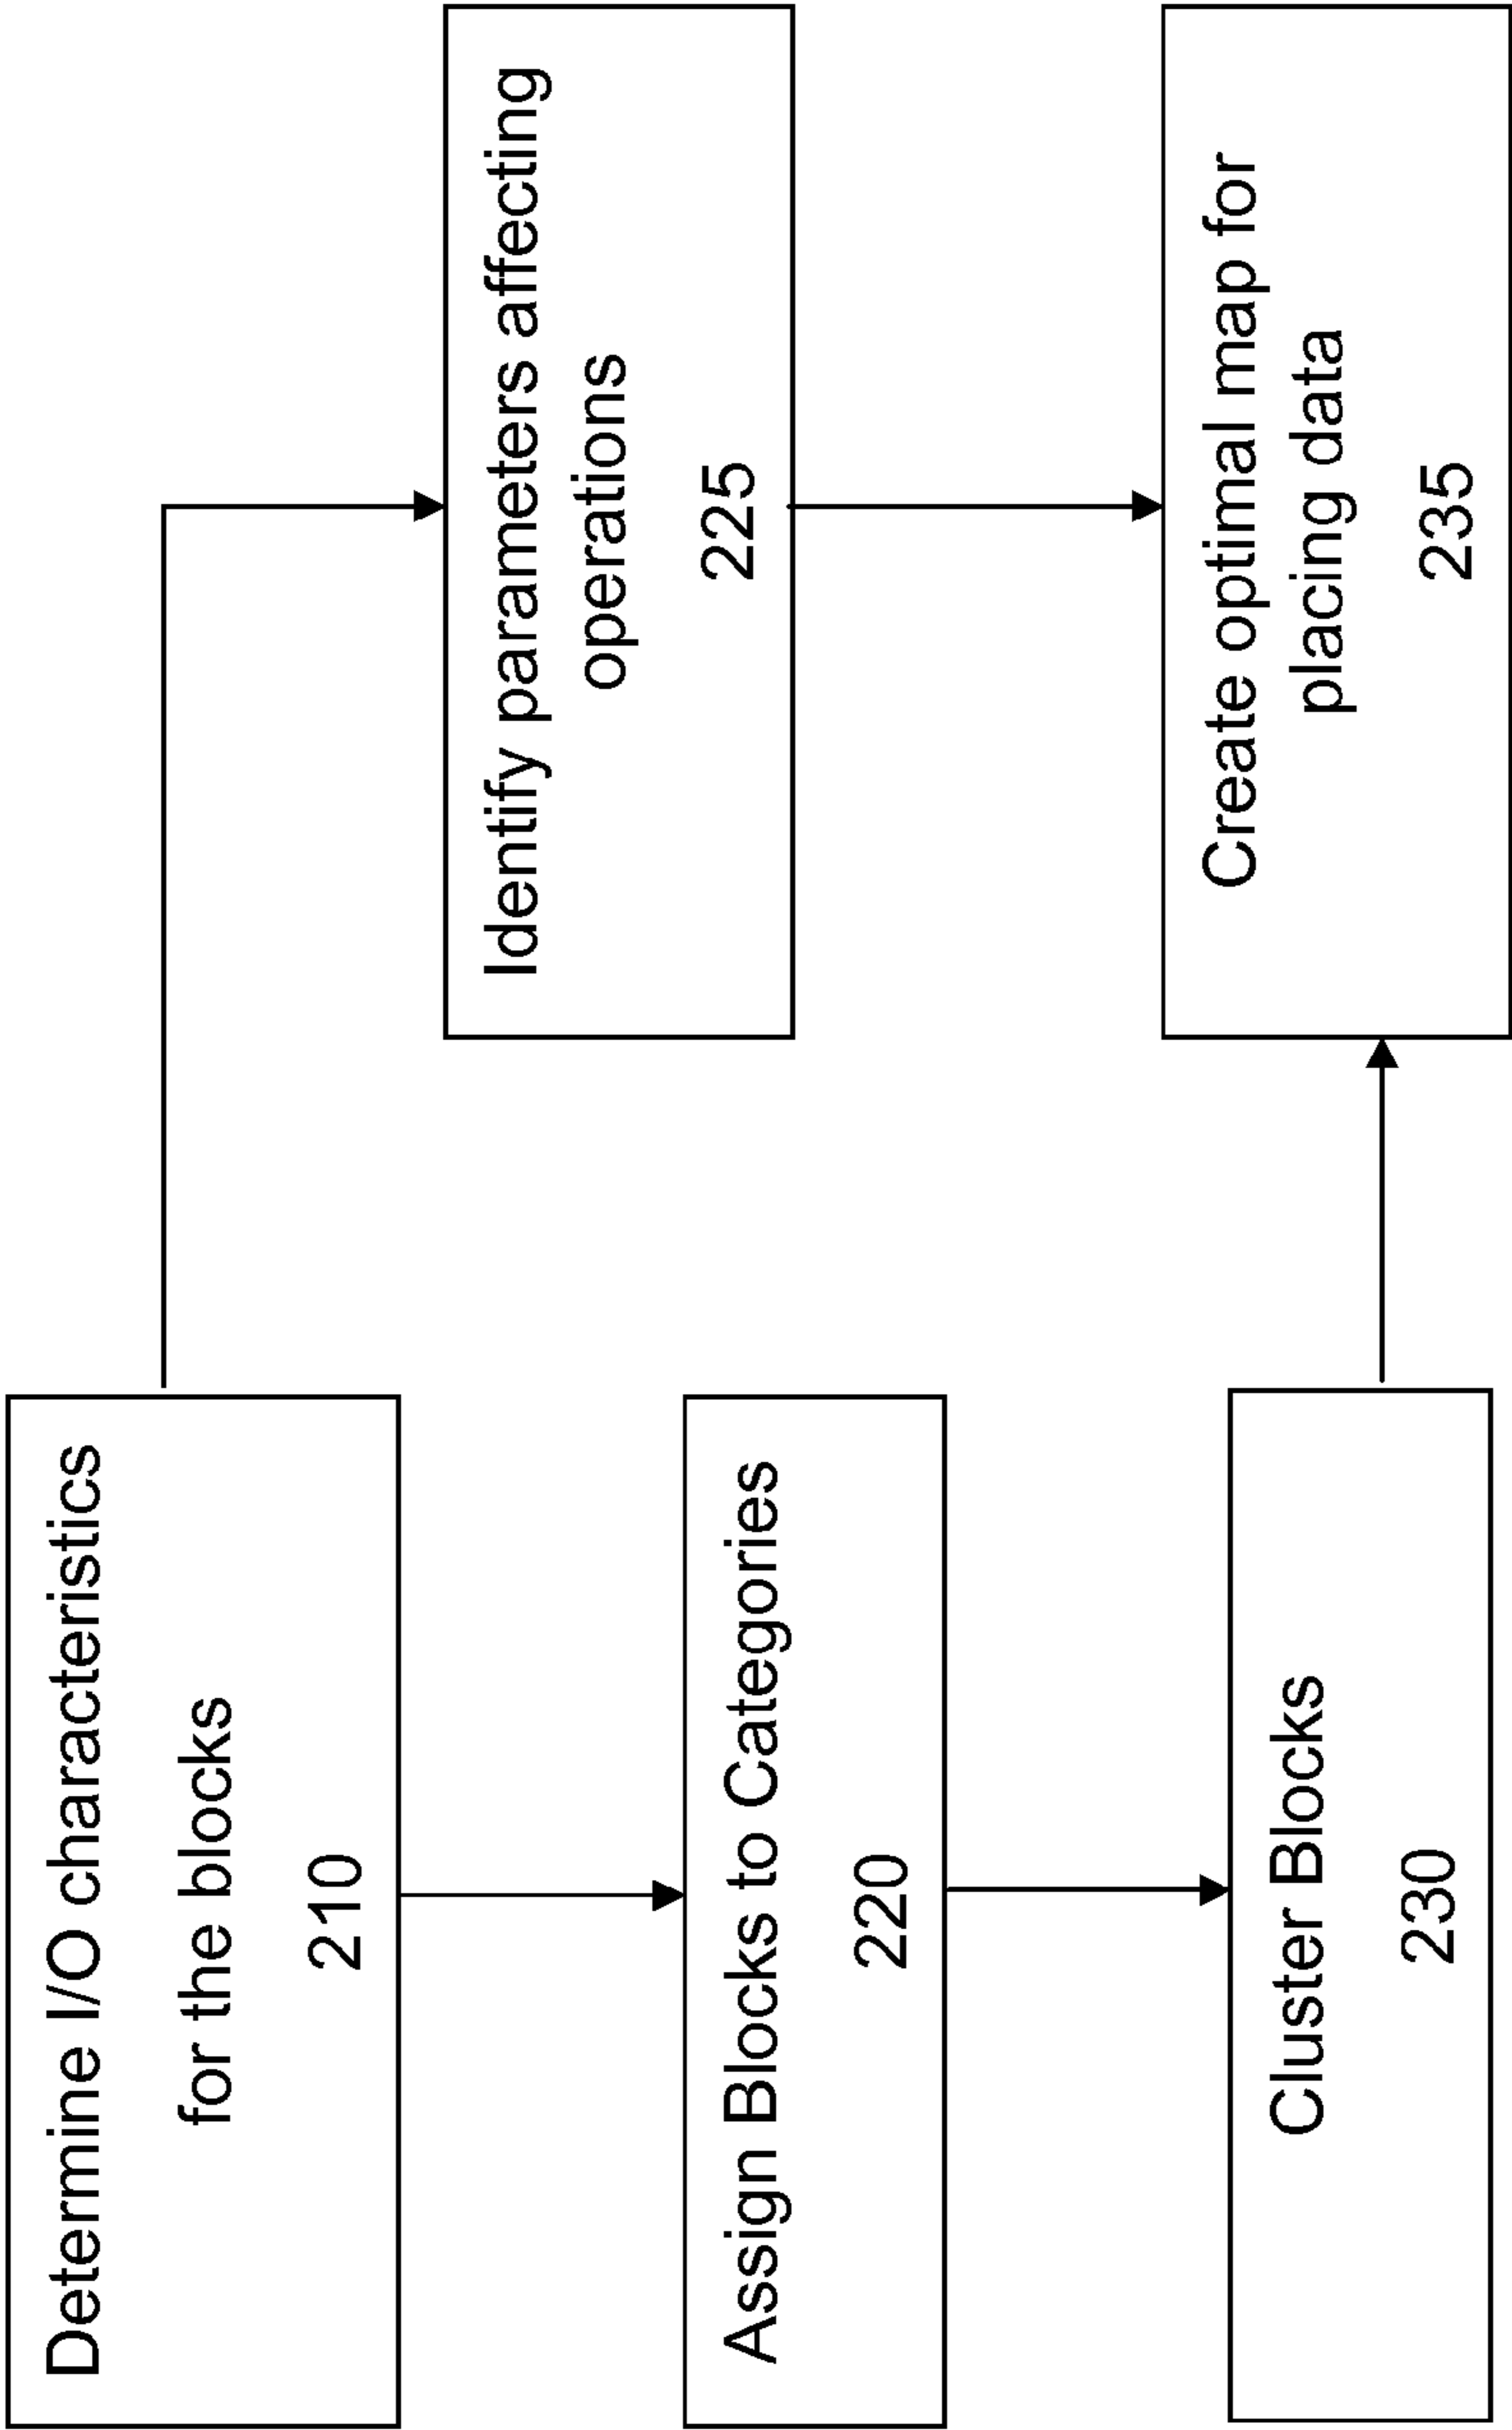 Determine I/O characteristics
for the blocks
210
Identify parameters affecting
operations
225
Assign Blocks to Categories
220
Cluster Blocks
230
Create optimal map for
placing data
235